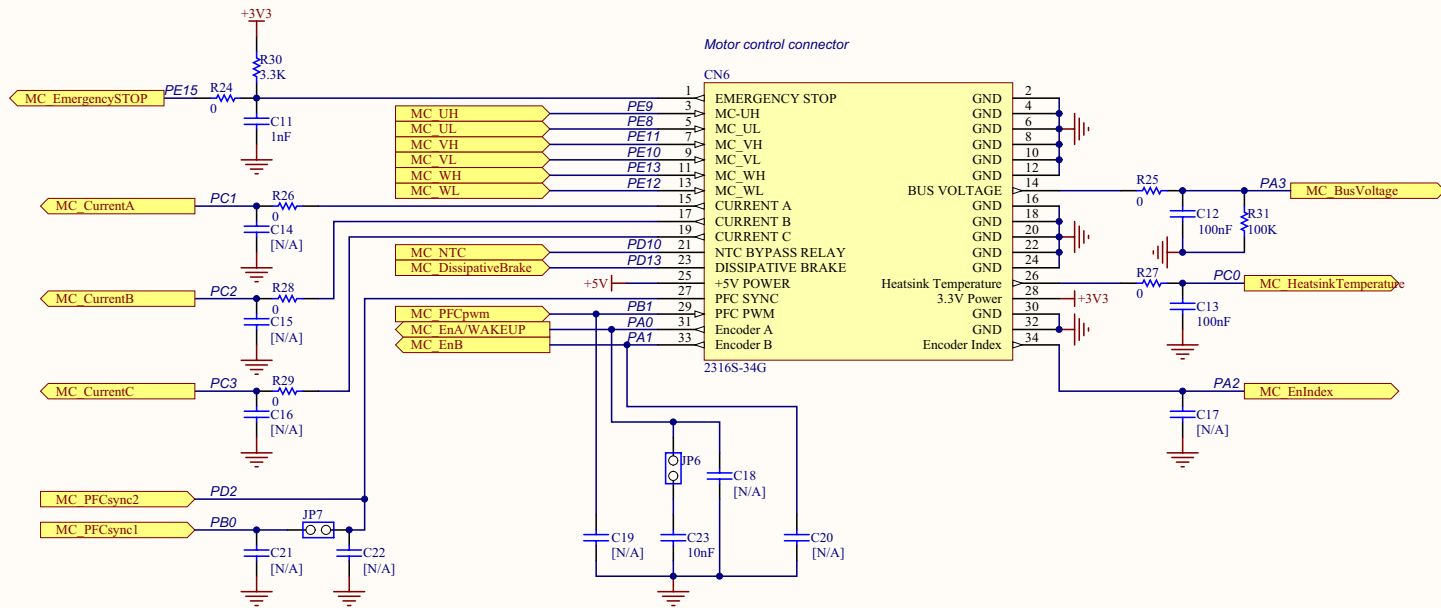 +3V3
Motor control connector
R30
3.3K
CN6
PE15
R24
MC_EmergencySTOP
0
1
EMERGENCY STOP
GND
2
C11
1nF
MC_UH
PE9
3
MC-UH
GND
4
MC_UL
PE8
5
MC_UL
GND
6
MC_VH
PE11
7
MC_VH
GND
8
MC_VL
PE10
9
MC_VL
GND
10
MC_WH
PE13
11
MC_WH
GND
12
MC_WL
PE12
13
MC_WL
BUS VOLTAGE
14
R25
0
PA3
MC_BusVoltage
C12
100nF
R31
100K
MC_CurrentA
PC1
R26
0
15
CURRENT A
GND
16
C14
[N/A]
17
CURRENT B
GND
18
19
CURRENT C
GND
20
MC_NTC
PD10
21
NTC BYPASS RELAY
GND
22
MC_DissipativeBrake
PD13
23
DISSIPATIVE BRAKE
GND
24
+5V
25
+5V POWER
Heatsink Temperature
26
R27
0
PC0
MC_HeatsinkTemperature
C13
100nF
MC_CurrentB
PC2
R28
0
27
PFC SYNC
3.3V Power
28
+3V3
C15
[N/A]
MC_PFCpwm
PB1
29
PFC PWM
GND
30
MC_EnA/WAKEUP
PA0
31
Encoder A
GND
32
MC_EnB
PA1
33
Encoder B
Encoder Index
34
2316S-34G
MC_CurrentC
PC3
R29
0
PA2
MC_EnIndex
C16
[N/A]
C17
[N/A]
JP6
C18
[N/A]
MC_PFCsync2
PD2
MC_PFCsync1
PB0
JP7
C19
[N/A]
C23
10nF
C20
[N/A]
C21
[N/A]
C22
[N/A]